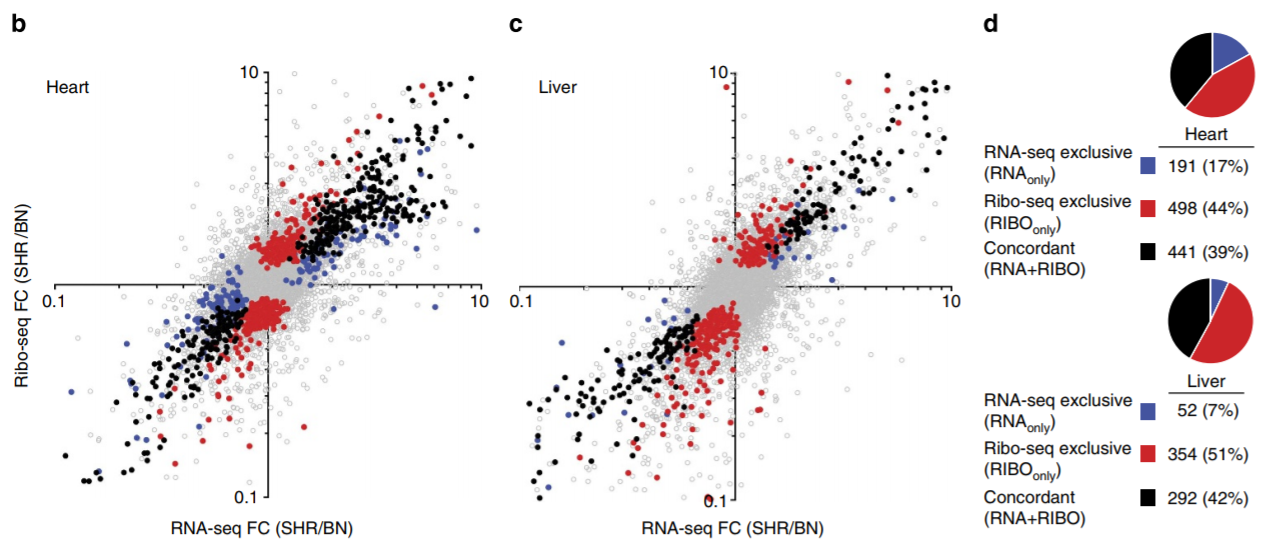 b
Heart
10
0.1
10
0.1
Ribo-seq FC (SHR/BN)
RNA-seq FC (SHR/BN)
c
Liver
10
0.1
10
0.1
RNA-seq FC (SHR/BN)
d
Heart
RNA-seq exclusive
(RNAonly)
191 (17%)
Ribo-seq exclusive
(RIBOonly)
498 (44%)
Concordant
(RNA+RIBO)
441 (39%)
Liver
RNA-seq exclusive
(RNAonly)
52 (7%)
Ribo-seq exclusive
(RIBOonly)
354 (51%)
Concordant
(RNA+RIBO)
292 (42%)